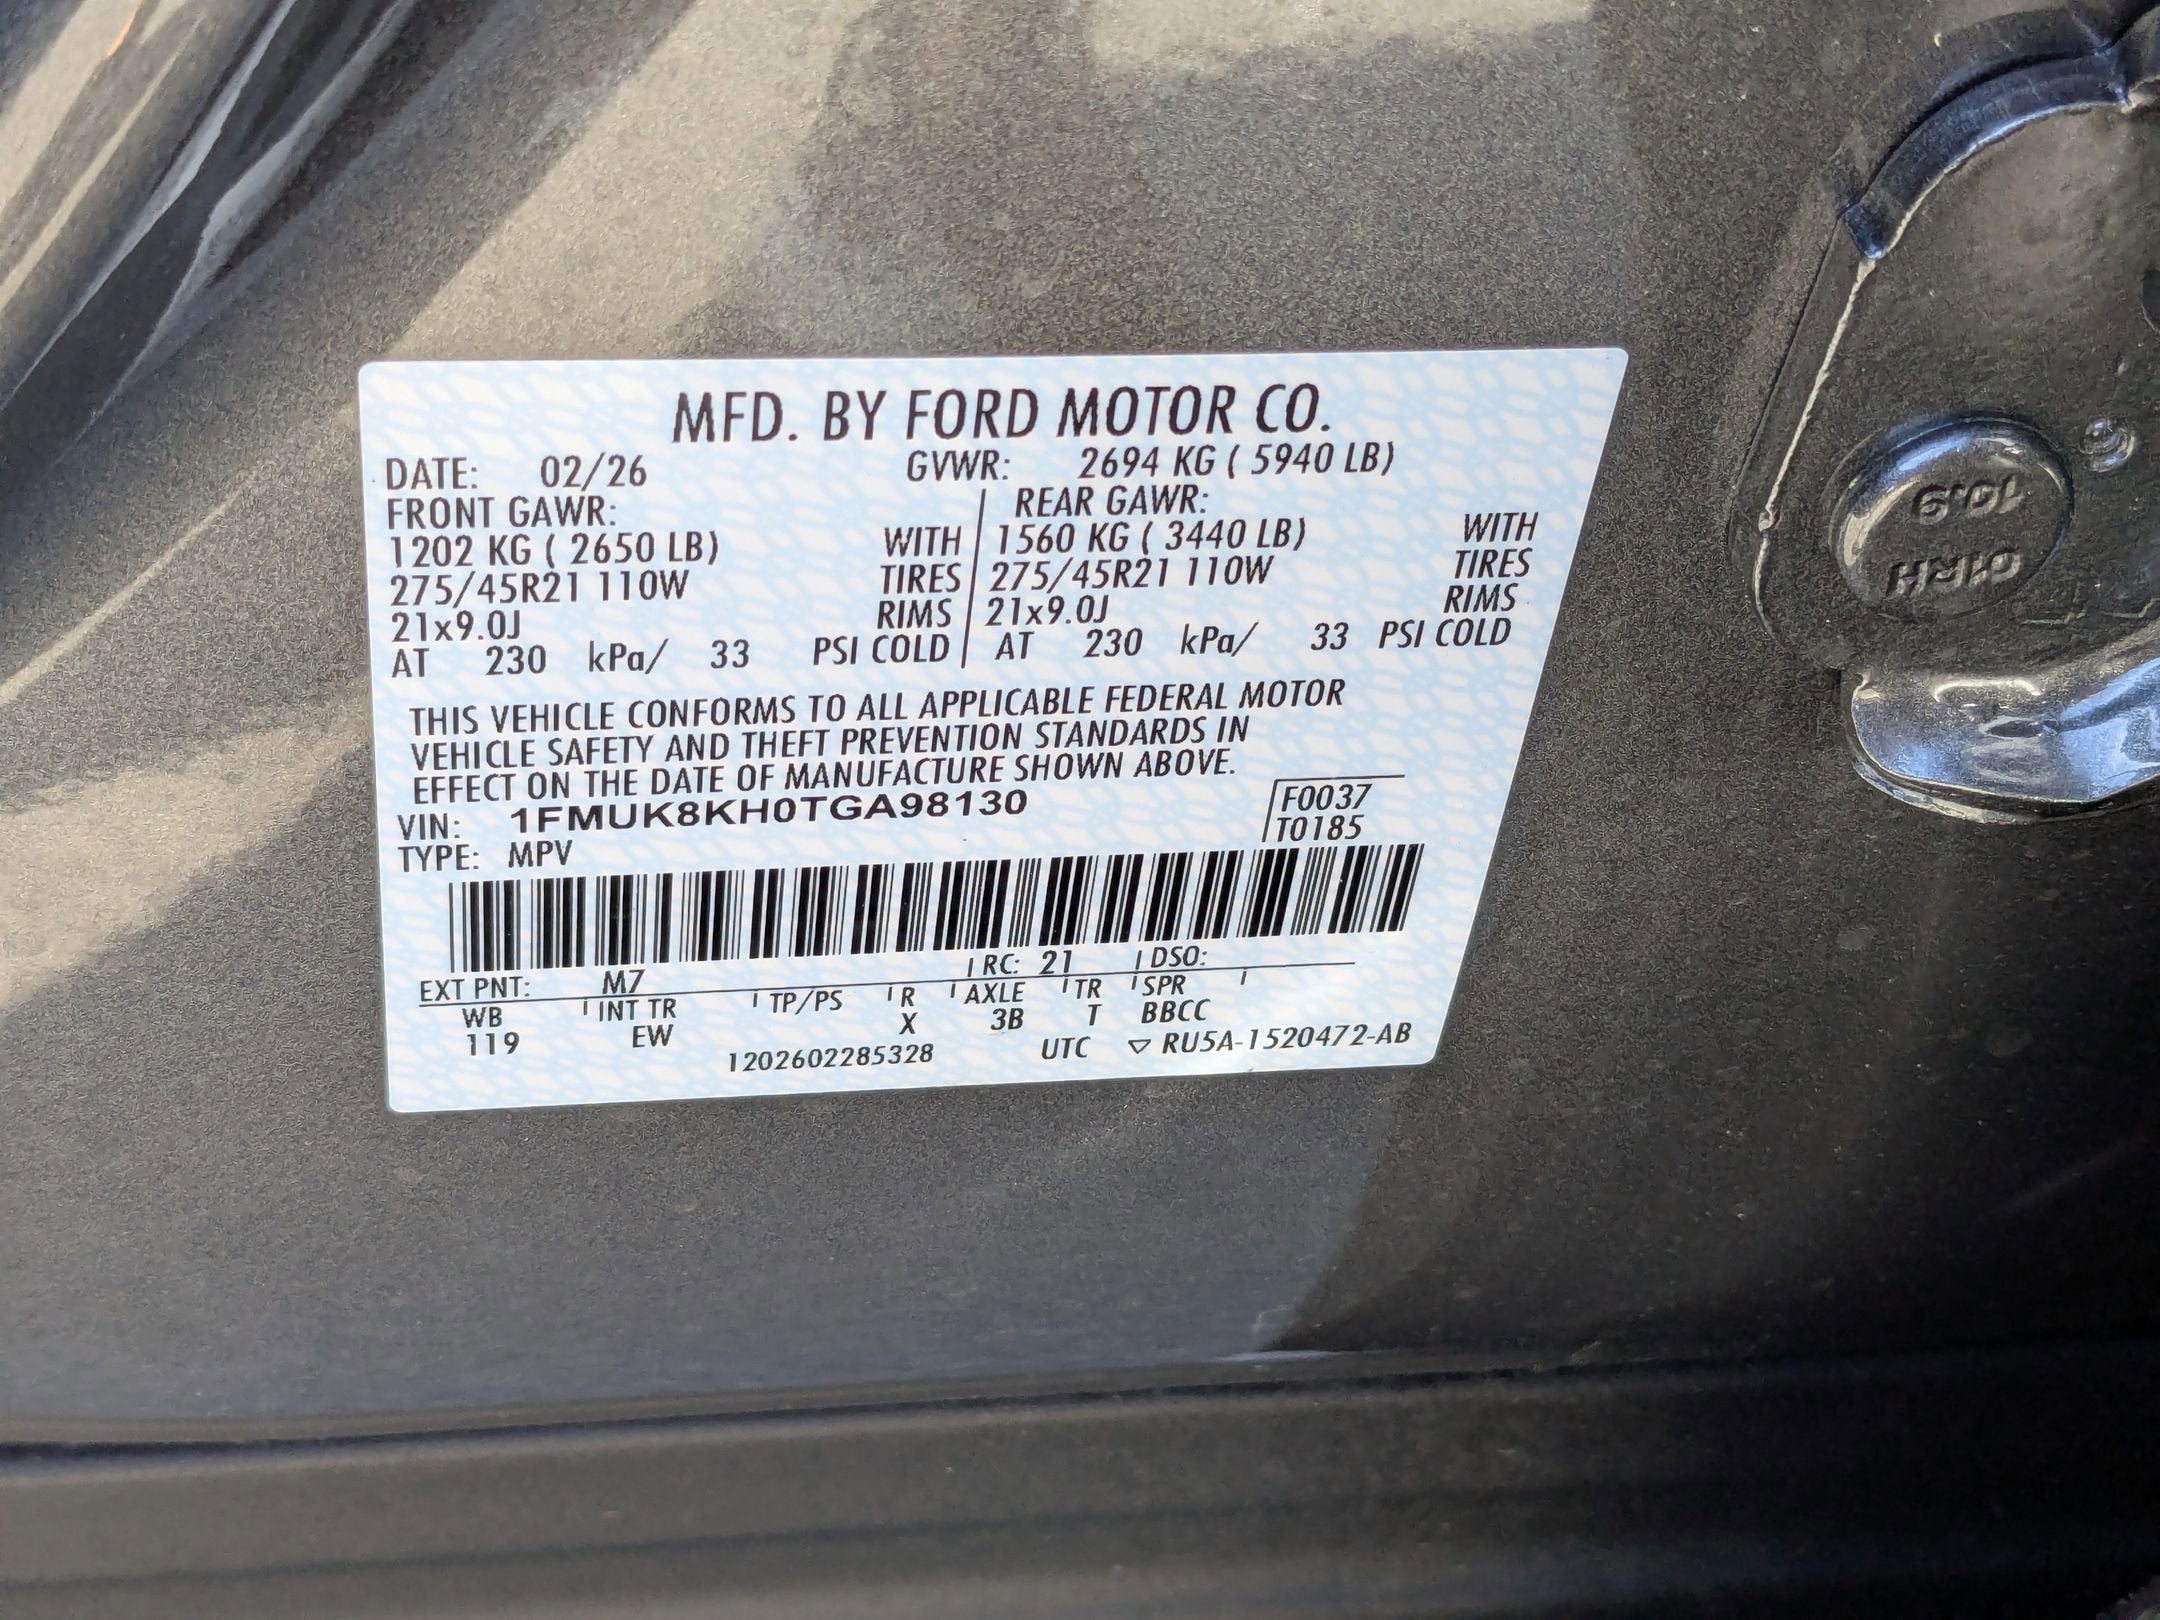 MFD. BY FORD MOTOR CO.
DATE: 02/26 GVWR: 2694 KG ( 5940 LB)
FRONT GAWR: REAR GAWR:
1202 KG ( 2650 LB) WITH 1560 KG ( 3440 LB) WITH
275/45R21 110W TIRES 275/45R21 110W TIRES
21x9.0J RIMS 21x9.0J RIMS
AT 230 kPa/ 33 PSI COLD AT 230 kPa/ 33 PSI COLD
THIS VEHICLE CONFORMS TO ALL APPLICABLE FEDERAL MOTOR
VEHICLE SAFETY AND THEFT PREVENTION STANDARDS IN
EFFECT ON THE DATE OF MANUFACTURE SHOWN ABOVE.
VIN: 1FMUK8KH0TGA98130 F0037
TYPE: MPV T0185
EXT PNT: M7 RC: 21 DSO:
WB INT TR TP/PS R AXLE TR SPR
119 EW X 3B T BBCC
1202602285328 UTC ▽ RU5A-1520472-AB
10.9
01RH